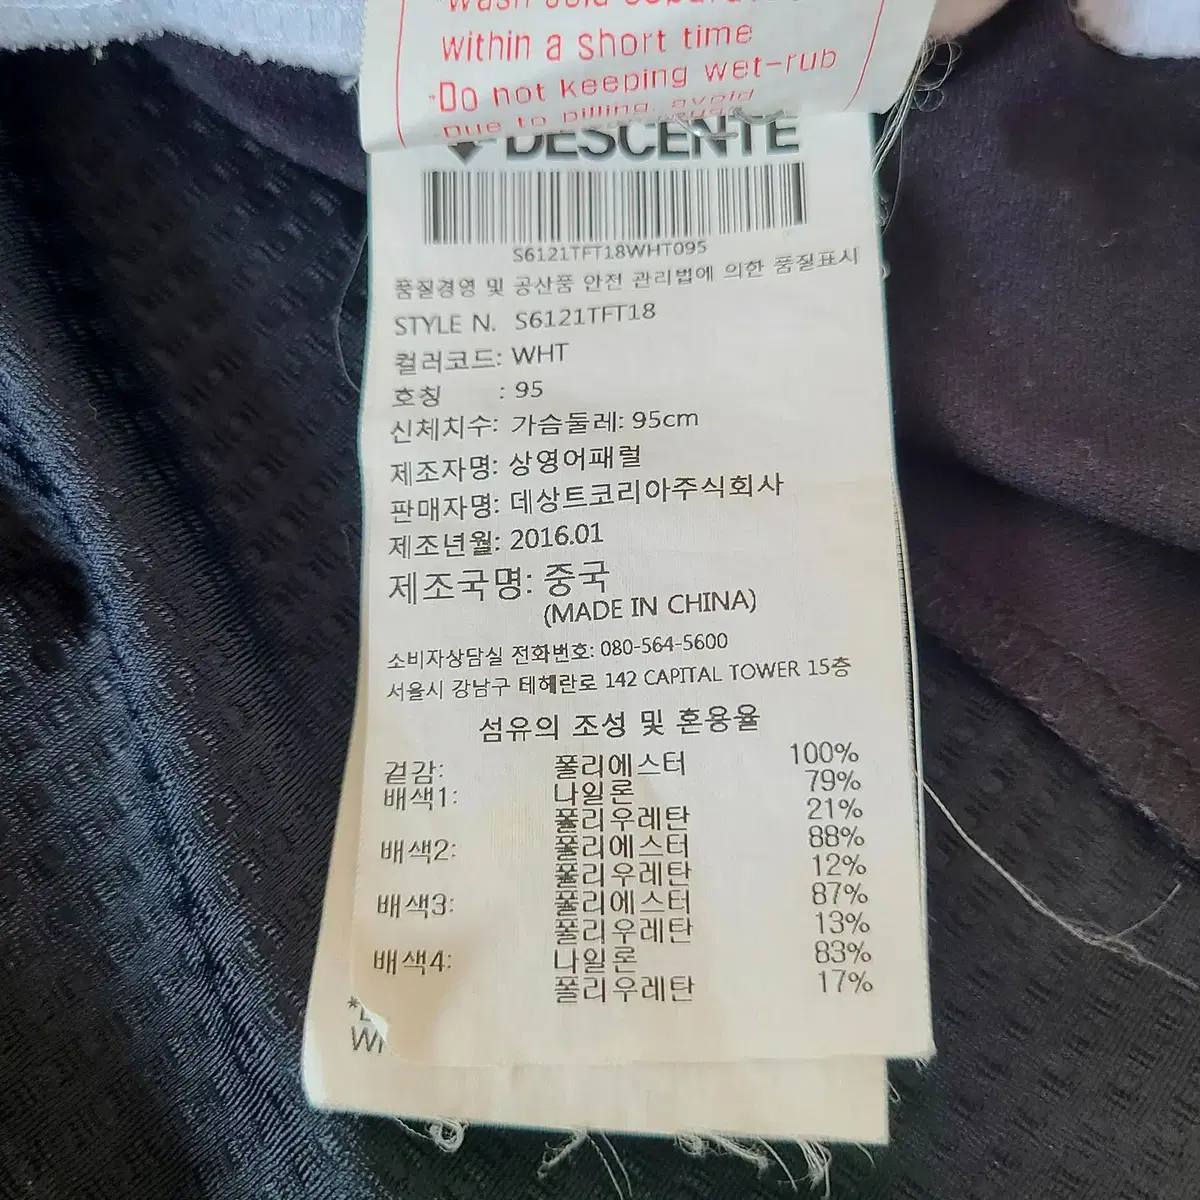 "Wash cold separately
within a short time
*Do not keeping wet-rub
*Due to pilling, avoid
DESCENTE
S6121TFT18WHT095
품질경영 및 공산품 안전 관리법에 의한 품질표시
STYLE N. S6121TFT18
컬러코드: WHT
호칭 : 95
신체치수: 가슴둘레: 95cm
제조자명: 상영어패럴
판매자명: 데상트코리아주식회사
제조년월: 2016.01
제조국명: 중국
(MADE IN CHINA)
소비자상담실 전화번호: 080-564-5600
서울시 강남구 테헤란로 142 CAPITAL TOWER 15층
섬유의 조성 및 혼용율
겉감: 폴리에스터 100%
배색1: 나일론 79%
폴리우레탄 21%
배색2: 폴리에스터 88%
폴리우레탄 12%
배색3: 폴리에스터 87%
폴리우레탄 13%
배색4: 나일론 83%
폴리우레탄 17%